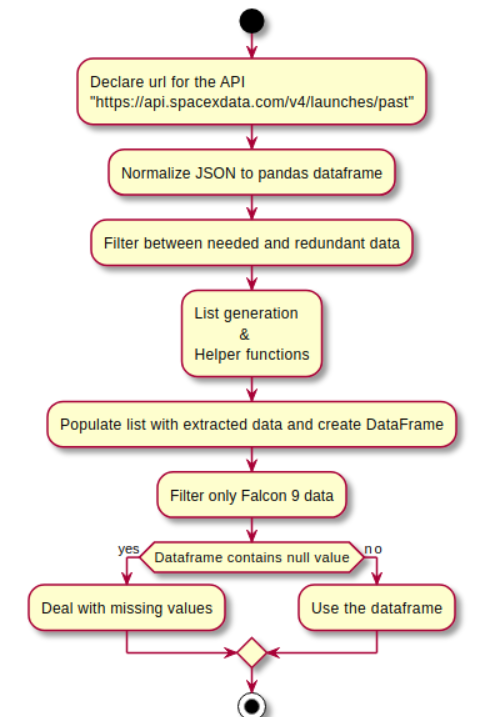 Declare url for the API
"https://api.spacexdata.com/v4/launches/past"
Normalize JSON to pandas dataframe
Filter between needed and redundant data
List generation
&
Helper functions
Populate list with extracted data and create DataFrame
Filter only Falcon 9 data
yes
Dataframe contains null value
no
Deal with missing values
Use the dataframe